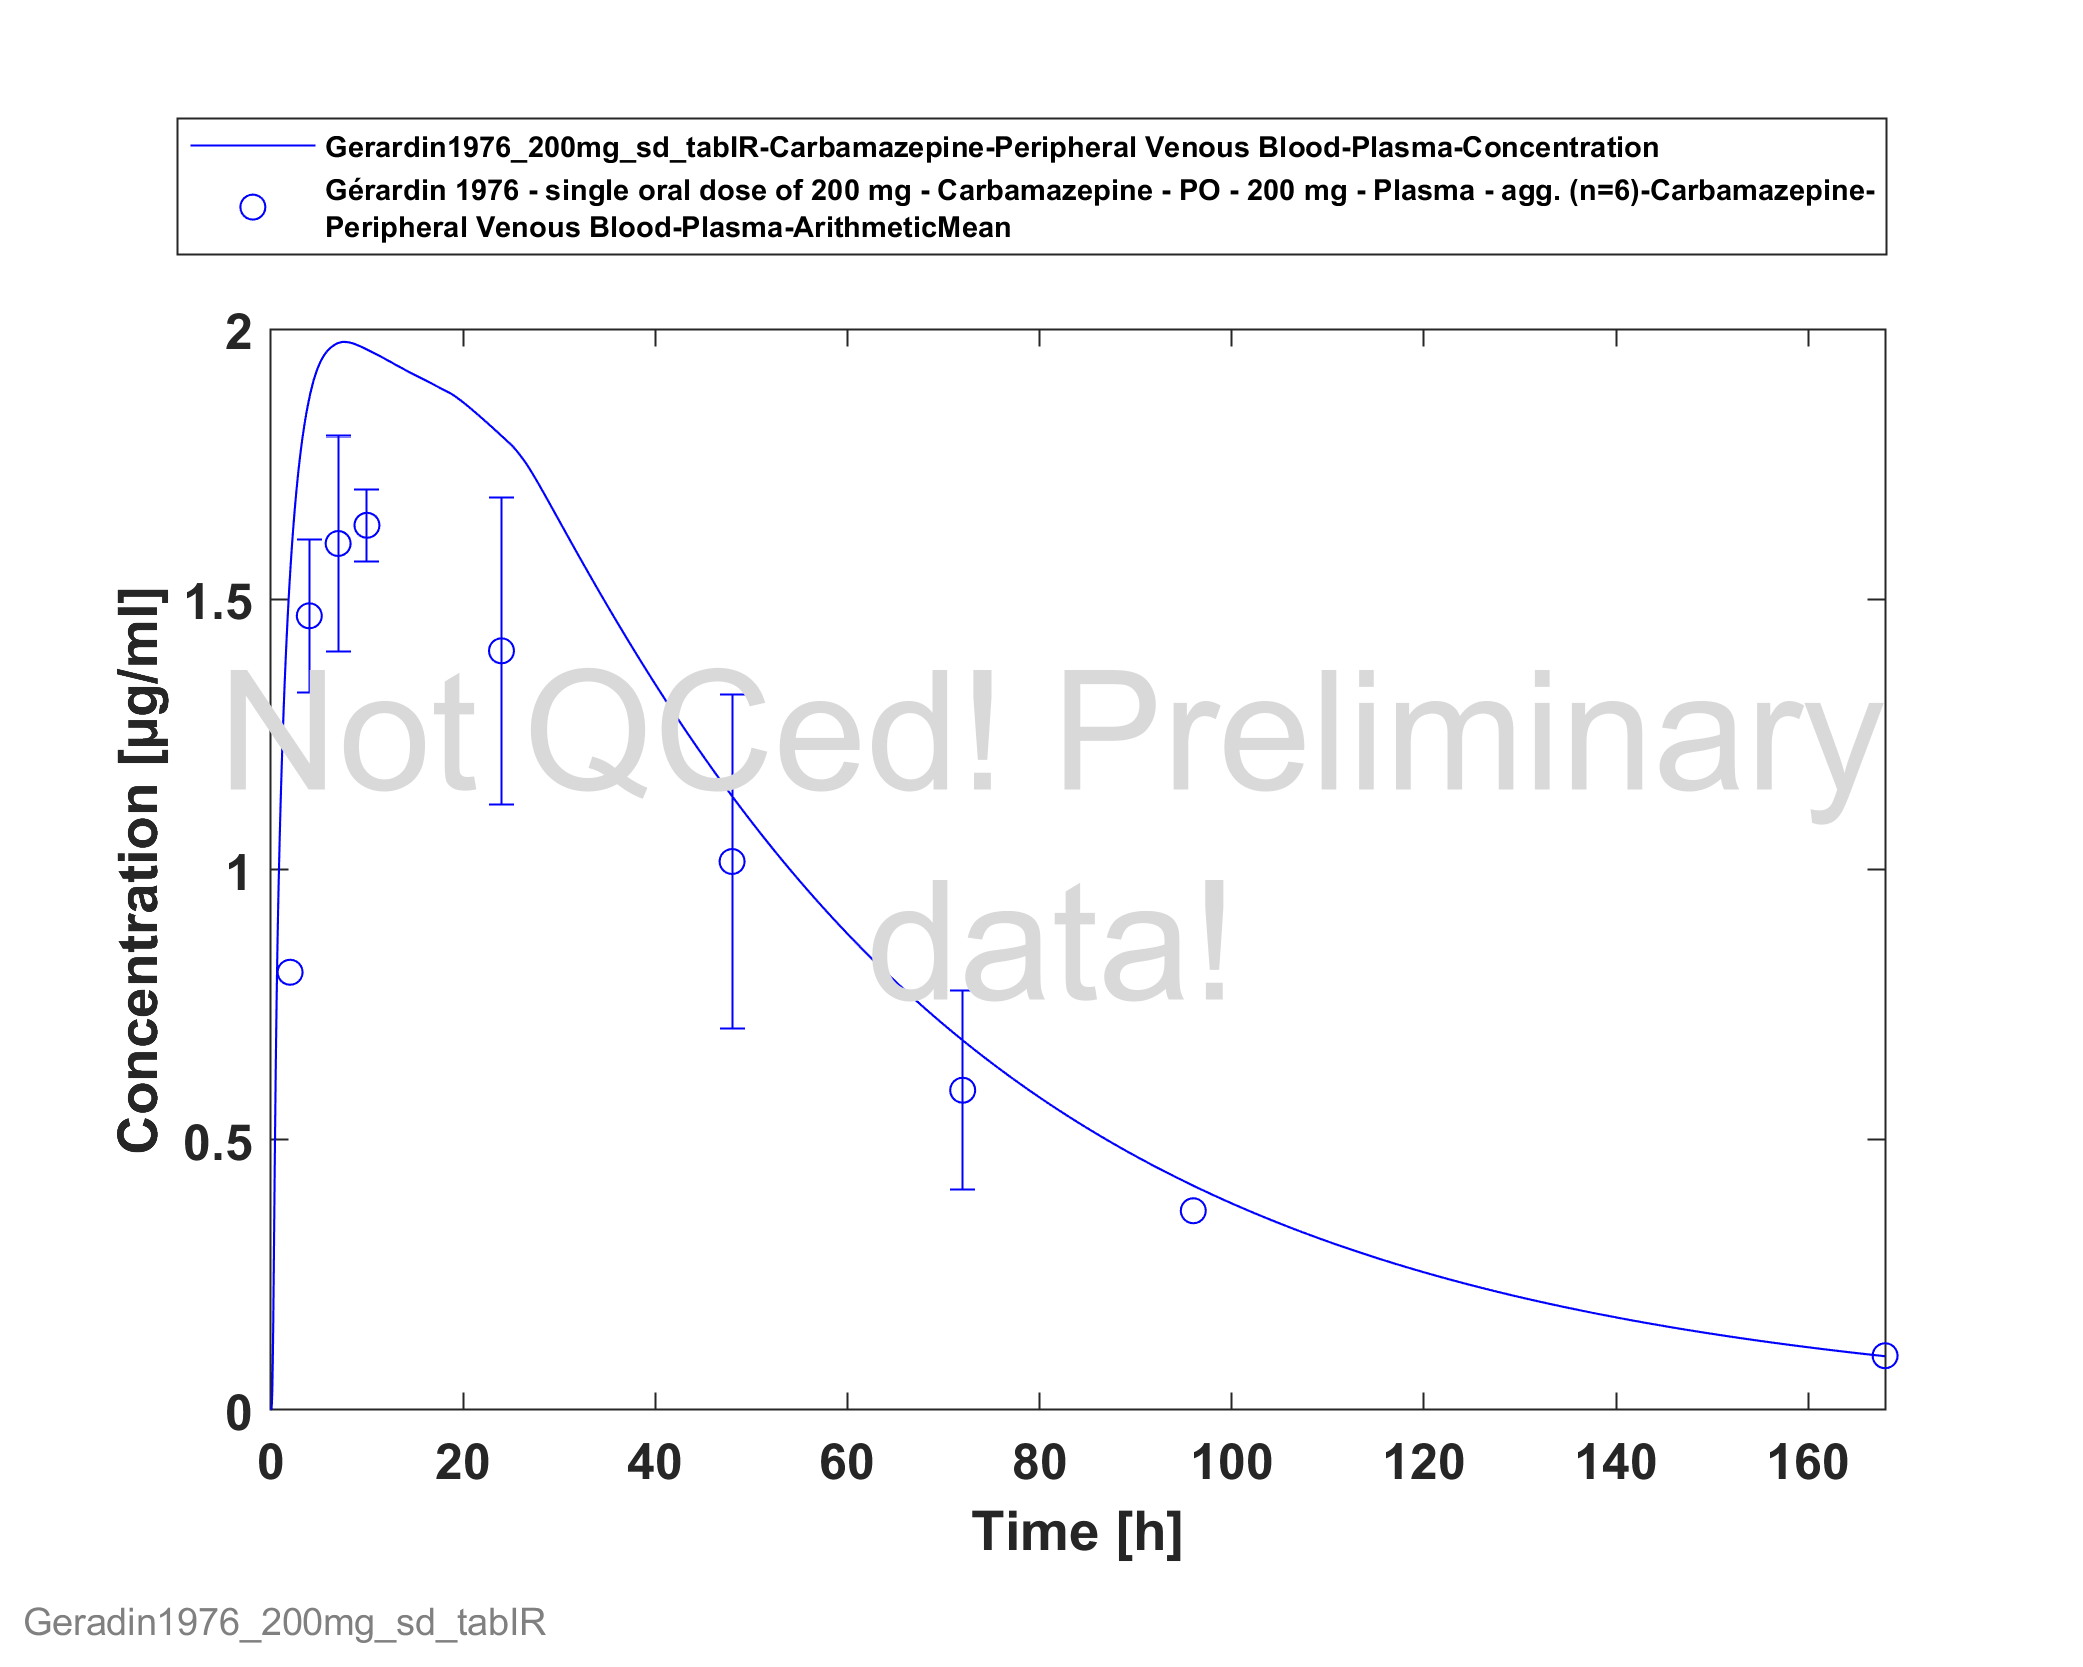 Gerardin1976_200mg_sd_tabIR-Carbamazepine-Peripheral Venous Blood-Plasma-Concentration
Gérardin 1976 - single oral dose of 200 mg - Carbamazepine - PO - 200 mg - Plasma - agg. (n=6)-Carbamazepine-
Peripheral Venous Blood-Plasma-ArithmeticMean
2
1.5
1
0.5
0
Concentration [µg/ml]
Not QCed! Preliminary
data!
0 20 40 60 80 100 120 140 160
Time [h]
Geradin1976_200mg_sd_tabIR